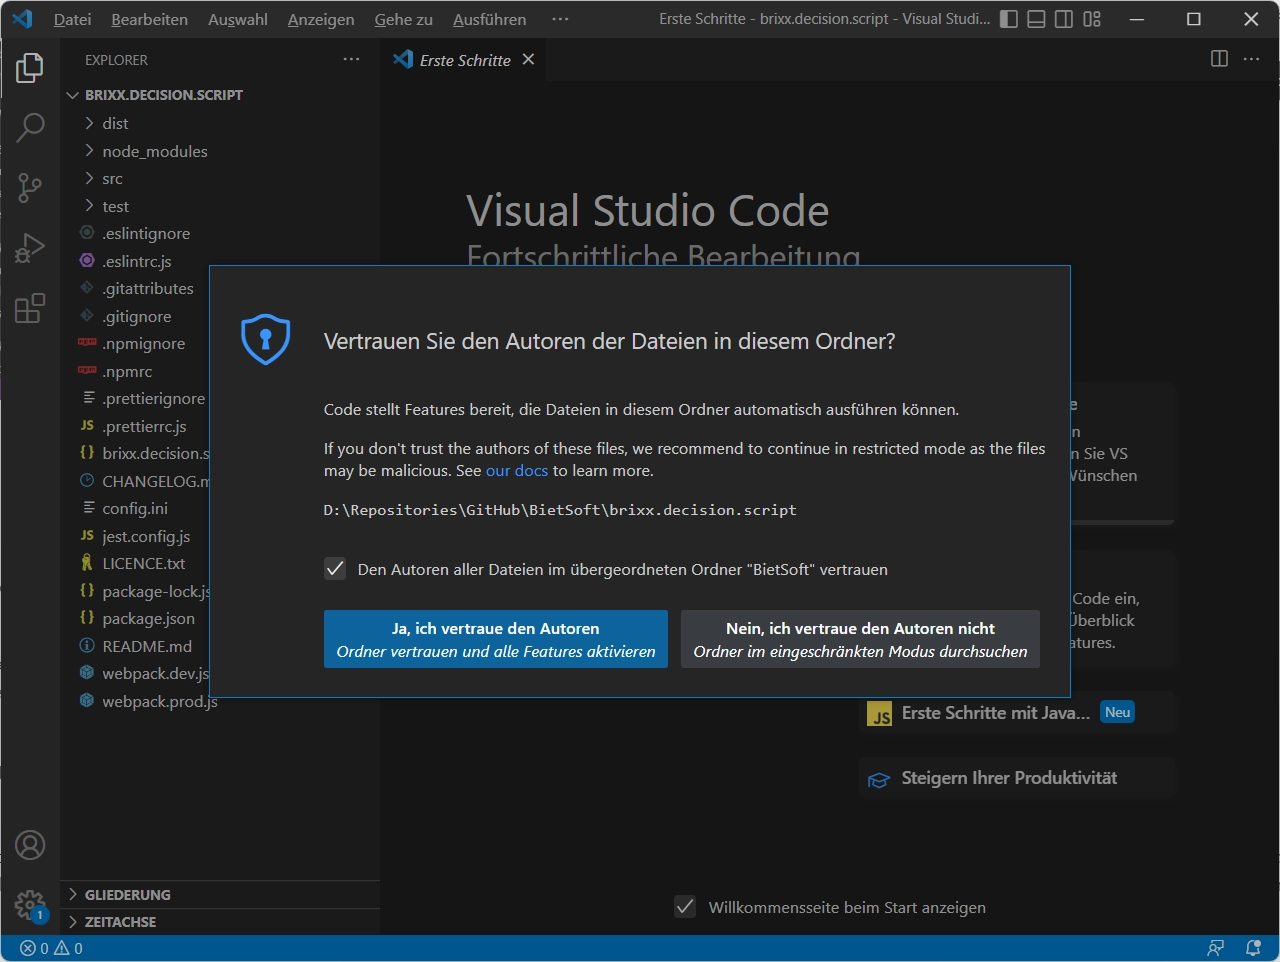 Datei Bearbeiten Auswahl Anzeigen Gehe zu Ausführen ··· Erste Schritte - brixx.decision.script - Visual Studi...
EXPLORER ···
Erste Schritte
BRIXX.DECISION.SCRIPT
dist
node_modules
src
test
.eslintignore
.eslintrc.js
.gitattributes
.gitignore
.npmignore
.npmrc
.prettierignore
JS .prettierrc.js
{} brixx.decision.s
CHANGELOG.m
config.ini
JS jest.config.js
LICENCE.txt
{} package-lock.js
{} package.json
README.md
webpack.dev.js
webpack.prod.js
GLIEDERUNG
ZEITACHSE
Visual Studio Code
Fortschrittliche Bearbeitung
Vertrauen Sie den Autoren der Dateien in diesem Ordner?
Code stellt Features bereit, die Dateien in diesem Ordner automatisch ausführen können.
If you don't trust the authors of these files, we recommend to continue in restricted mode as the files
may be malicious. See our docs to learn more.
D:\Repositories\GitHub\BietSoft\brixx.decision.script
Den Autoren aller Dateien im übergeordneten Ordner "BietSoft" vertrauen
Ja, ich vertraue den Autoren
Ordner vertrauen und alle Features aktivieren
Nein, ich vertraue den Autoren nicht
Ordner im eingeschränkten Modus durchsuchen
e
n
n Sie VS
Wünschen
Code ein,
Überblick
atures.
JS Erste Schritte mit Java... Neu
Steigern Ihrer Produktivität
Willkommensseite beim Start anzeigen
1
0 0